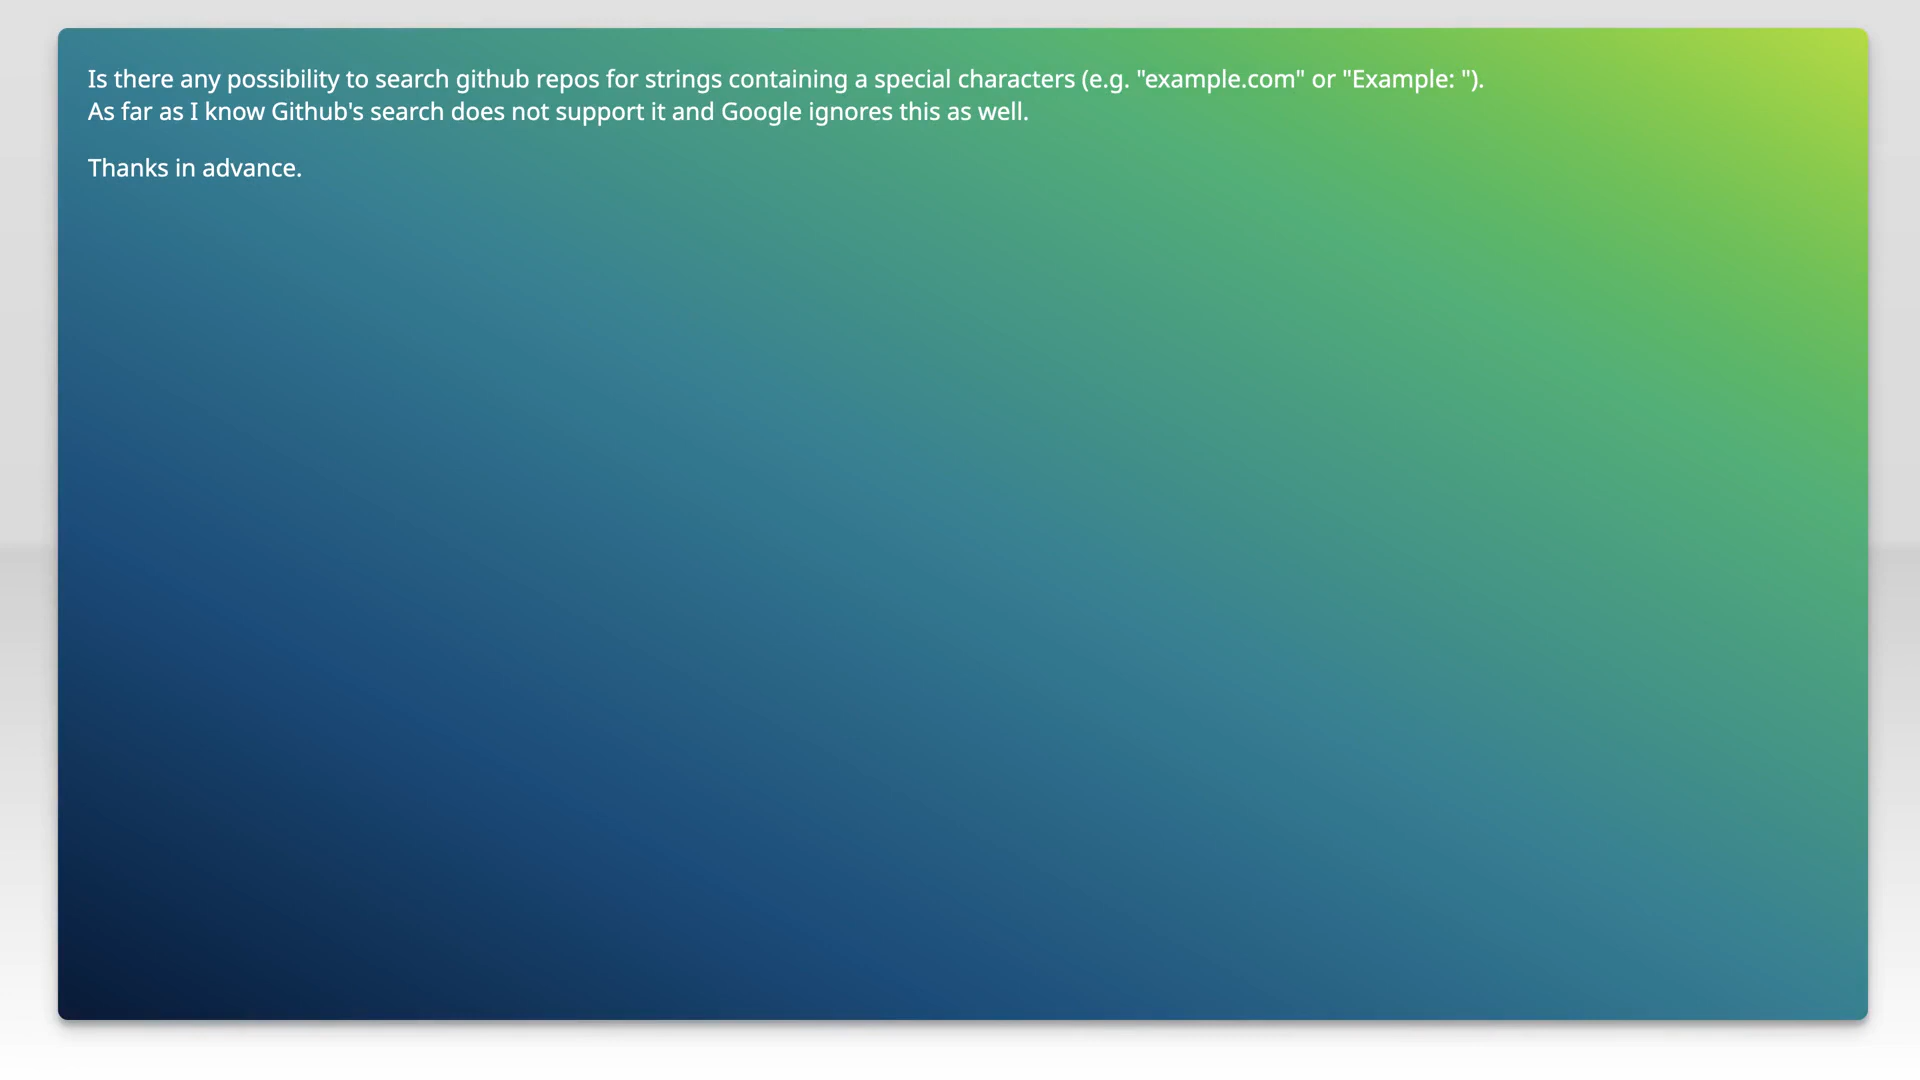 Is there any possibility to search github repos for strings containing a special characters (e.g. "example.com" or "Example: ").
As far as I know Github's search does not support it and Google ignores this as well.
Thanks in advance.